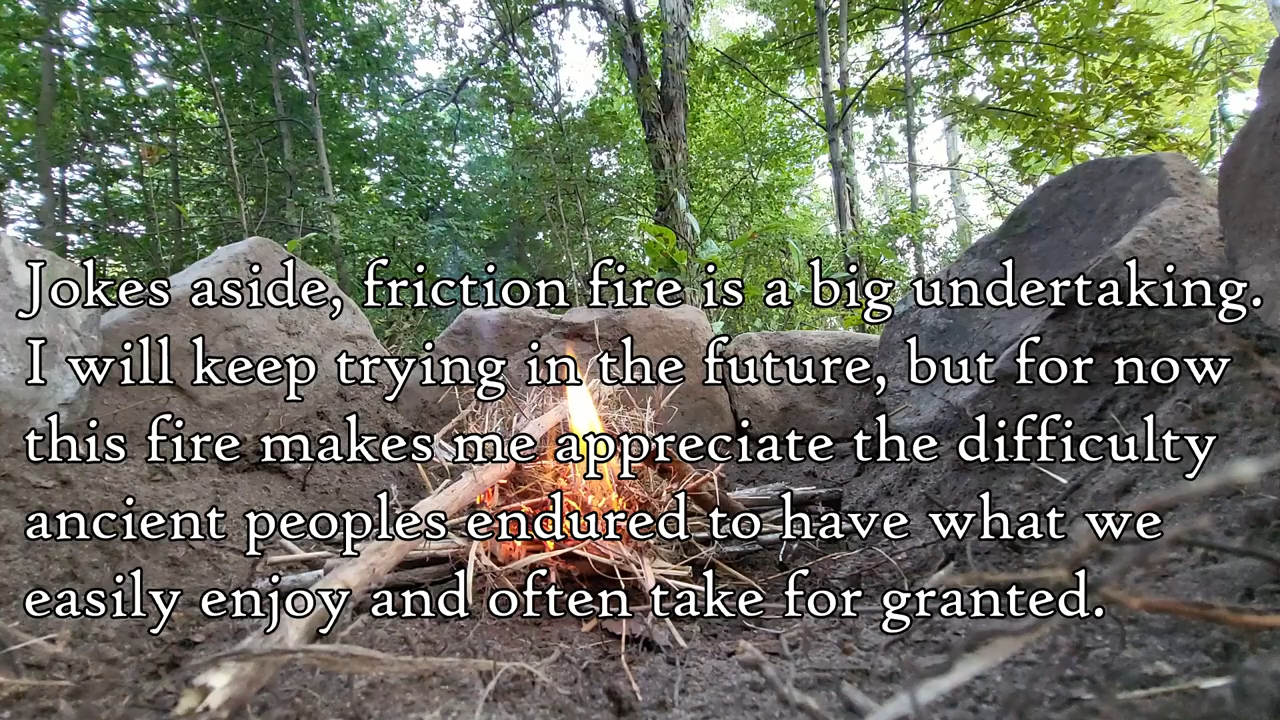 Jokes aside, friction fire is a big undertaking.
I will keep trying in the future, but for now
this fire makes me appreciate the difficulty
ancient peoples endured to have what we
easily enjoy and often take for granted.